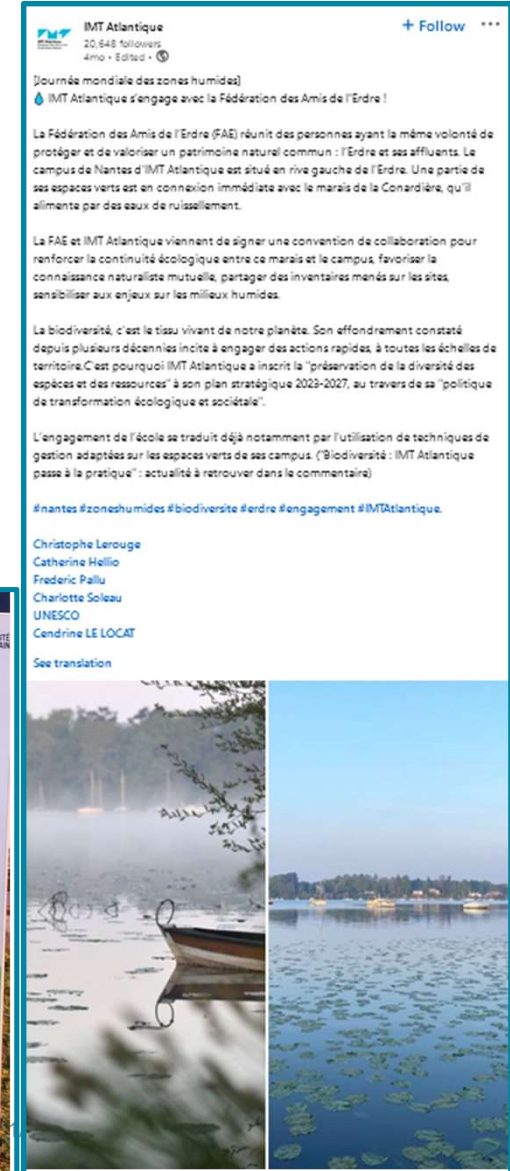 IMT Atlantique
+ Follow ...
20,648 followers
4mo • Edited •
[Journée mondiale des zones humides]
💧 IMT Atlantique s'engage avec la Fédération des Amis de l'Erdre !
La Fédération des Amis de l'Erdre (FAE) réunit des personnes ayant la même volonté de
protéger et de valoriser un patrimoine naturel commun : l'Erdre et ses affluents. Le
campus de Nantes d'IMT Atlantique est situé en rive gauche de l'Erdre. Une partie de
ses espaces verts est en connexion immédiate avec le marais de la Conardière, qu'il
alimente par des eaux de ruissellement.
La FAE et IMT Atlantique viennent de signer une convention de collaboration pour
renforcer la continuité écologique entre ce marais et le campus, favoriser la
connaissance naturaliste mutuelle, partager des inventaires menés sur les sites,
sensibiliser aux enjeux sur les milieux humides.
La biodiversité, c'est le tissu vivant de notre planète. Son effondrement constaté
depuis plusieurs décennies incite à engager des actions rapides, à toutes les échelles de
territoire.C'est pourquoi IMT Atlantique a inscrit la "préservation de la diversité des
espèces et des ressources" à son plan stratégique 2023-2027, au travers de sa "politique
de transformation écologique et sociétale".
L'engagement de l'école se traduit déjà notamment par l'utilisation de techniques de
gestion adaptées sur les espaces verts de ses campus. ("Biodiversité : IMT Atlantique
passe à la pratique" : actualité à retrouver dans le commentaire)
#nantes #zoneshumides #biodiversite #erdre #engagement #IMTAtlantique.
Christophe Lerouge
Catherine Hellio
Frederic Pallu
Charlotte Soleau
UNESCO
Cendrine LE LOCAT
See translation